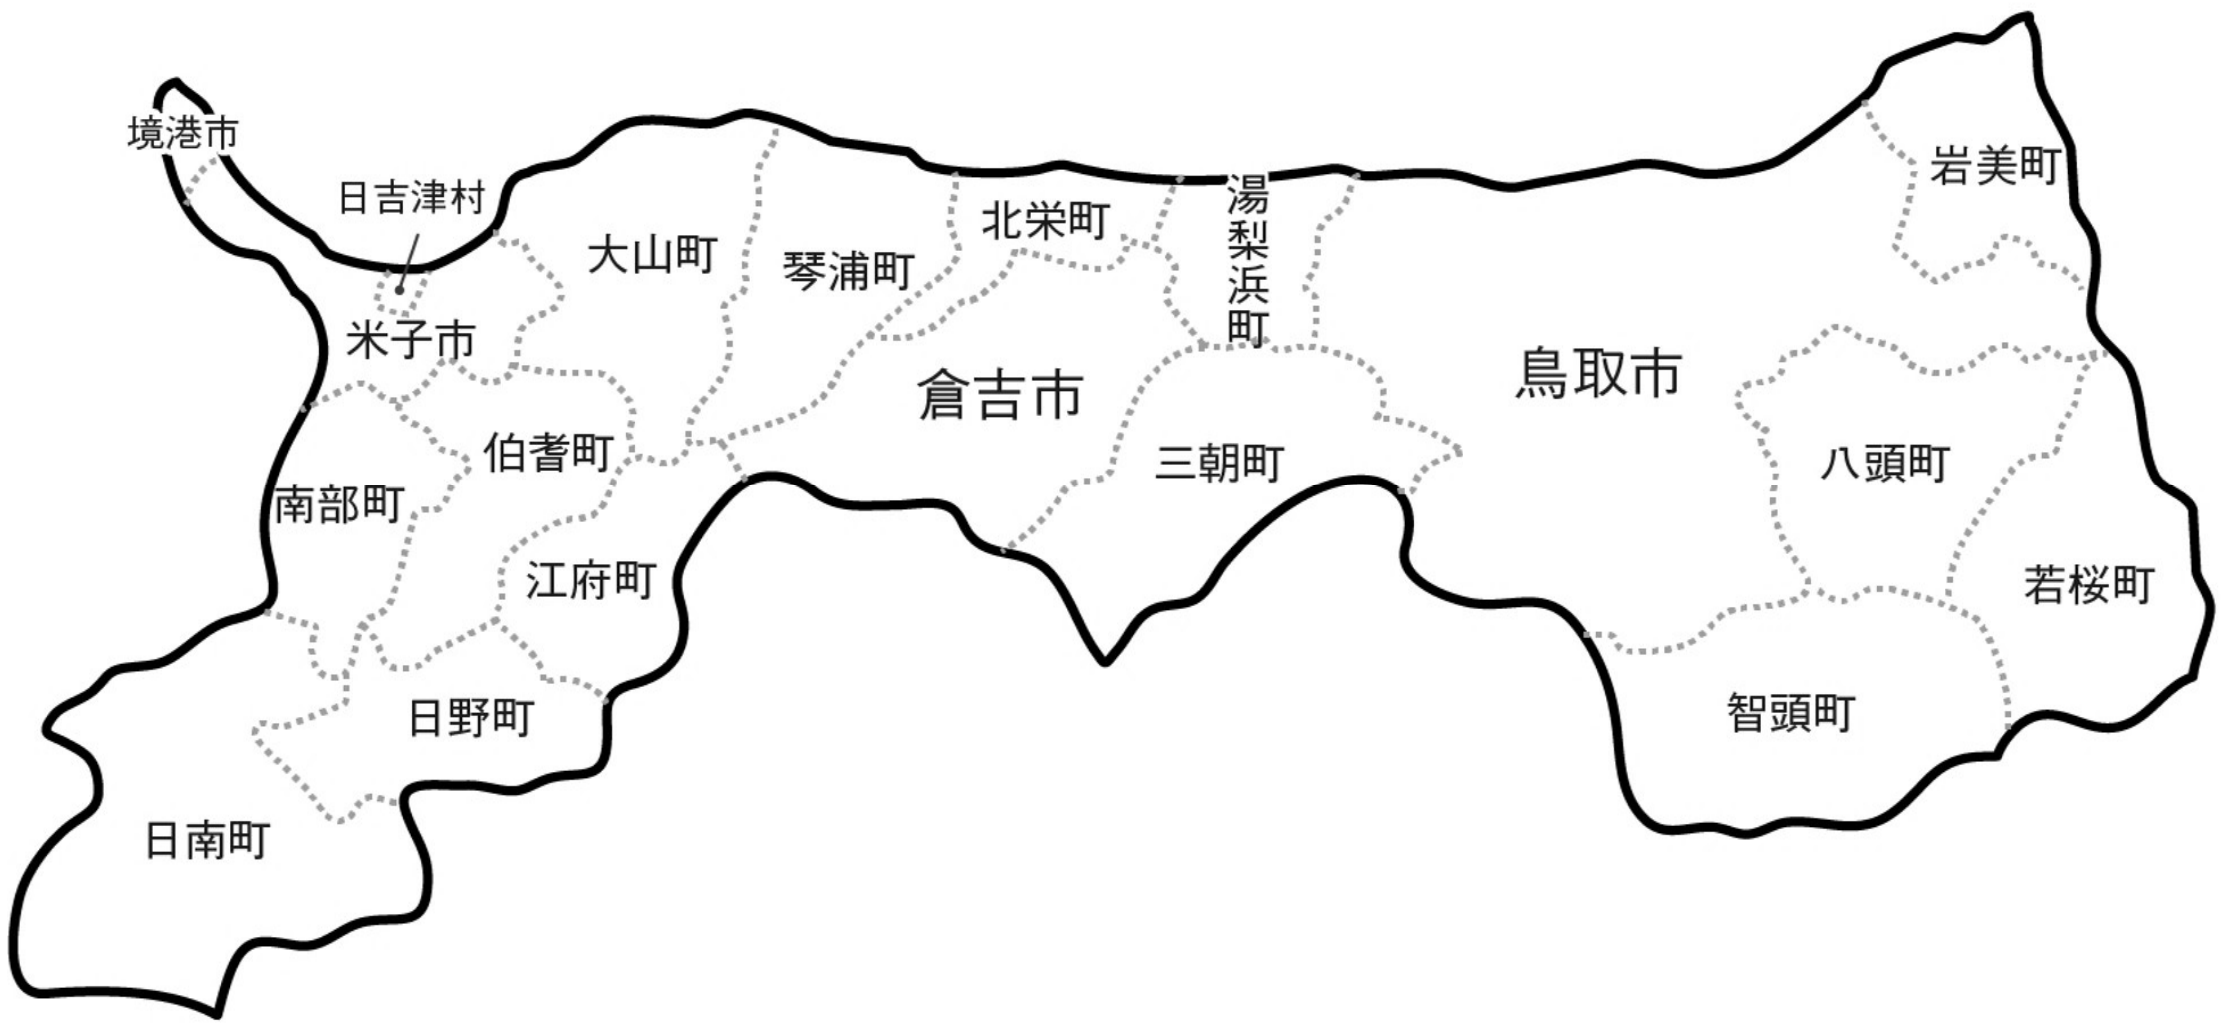 境港市
日吉津村
米子市
大山町
琴浦町
北栄町
湯梨浜町
岩美町
鳥取市
倉吉市
三朝町
八頭町
伯耆町
南部町
江府町
若桜町
日野町
智頭町
日南町